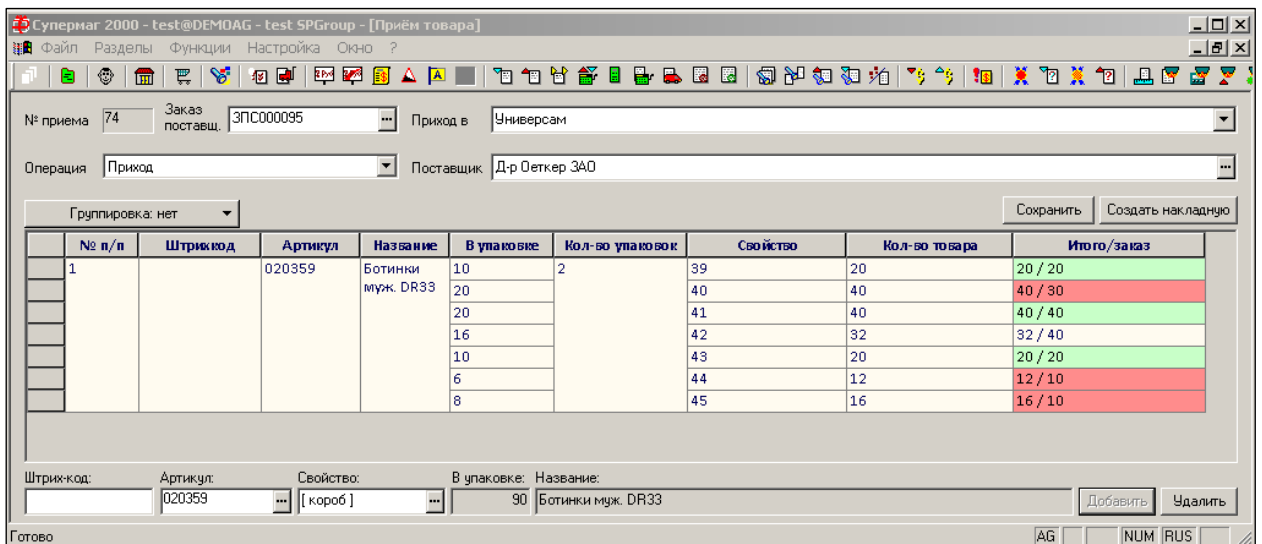 Супермаг 2000 - test@DEMOAG - test SPGroup - [Приём товара]
Файл Разделы Функции Настройка Окно ?
№ приема 74 Заказ поставщ. ЗПС000095 Приход в Универсам
Операция Приход Поставщик Д-р Оеткер ЗАО
Группировка: нет Сохранить Создать накладную
№ п/п Штрихкод Артикул Название В упаковке Кол-во упаковок Свойство Кол-во товара Итого/заказ
1 020359 Ботинки муж. DR33 10 2 39 20 20 / 20
20 40 40 40 / 30
20 41 40 40 / 40
16 42 32 32 / 40
10 43 20 20 / 20
6 44 12 12 / 10
8 45 16 16 / 10
Штрих-код: Артикул: Свойство: В упаковке: Название:
020359 [ короб ] 90 Ботинки муж. DR33 Добавить Удалить
Готово AG NUM RUS